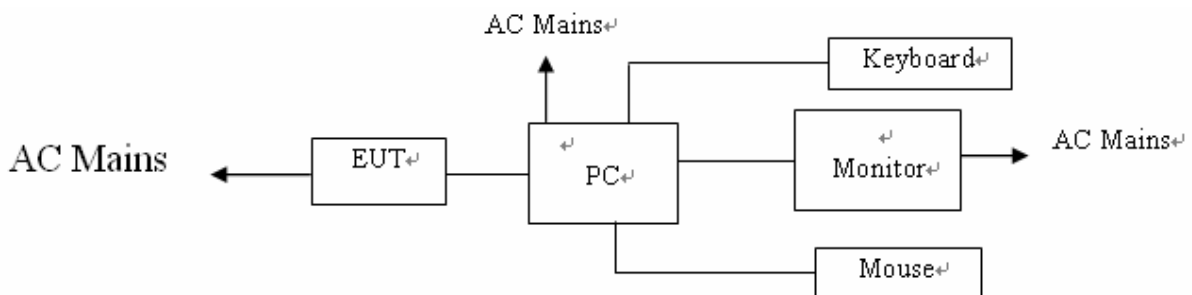 AC Mains
Keyboard
AC Mains
EUT
PC
Monitor
AC Mains
Mouse